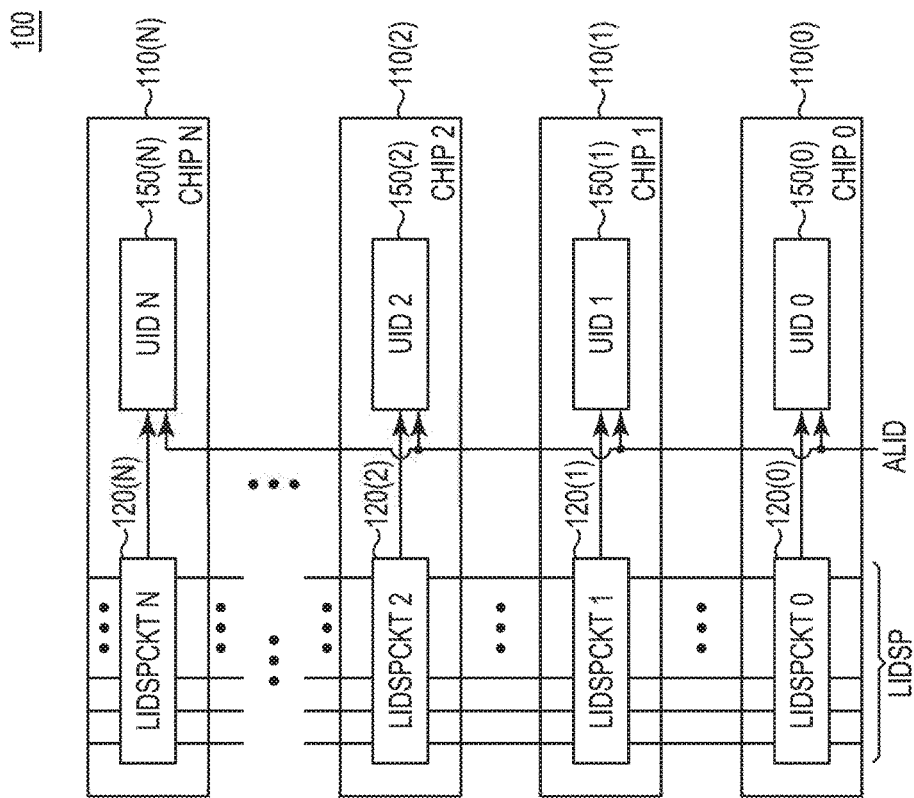 100
110(N)
150(N)
CHIP N
UID N
120(N)
LIDSPCKT N
110(2)
150(2)
CHIP 2
UID 2
120(2)
LIDSPCKT 2
110(1)
150(1)
CHIP 1
UID 1
120(1)
LIDSPCKT 1
110(0)
150(0)
CHIP 0
UID 0
120(0)
LIDSPCKT 0
ALID
LIDSP